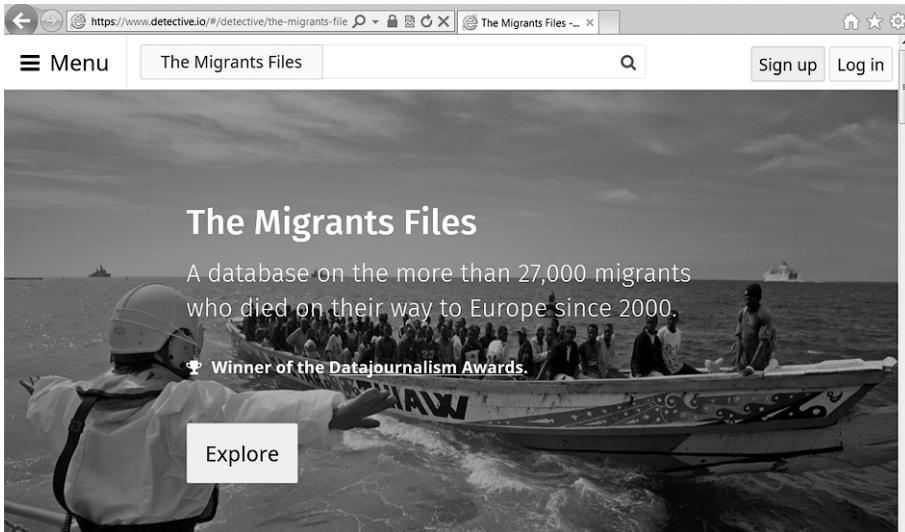 https://www.detective.io/#/detective/the-migrants-file
The Migrants Files -...
Menu
The Migrants Files
Sign up
Log in
The Migrants Files
A database on the more than 27,000 migrants
who died on their way to Europe since 2000.
Winner of the Datajournalism Awards.
Explore